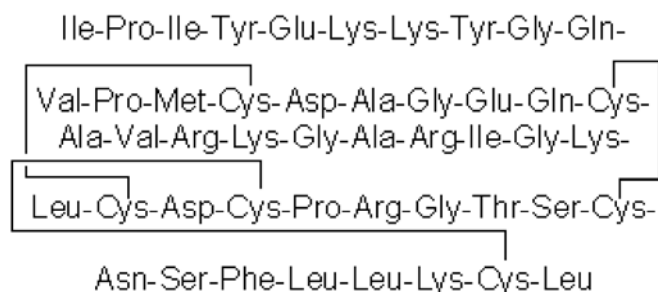 Ile-Pro-Ile-Tyr-Glu-Lys-Lys-Tyr-Gly-Gln-
Val-Pro-Met-Cys-Asp-Ala-Gly-Glu-Gln-Cys-
Ala-Val-Arg-Lys-Gly-Ala-Arg-Ile-Gly-Lys-
Leu-Cys-Asp-Cys-Pro-Arg-Gly-Thr-Ser-Cys-
Asn-Ser-Phe-Leu-Leu-Lys-Cys-Leu